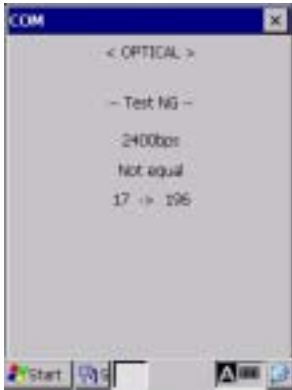 COM
< OPTICAL >
-- Test NG --
2400bps
Not equal
17 -> 196
Start
A